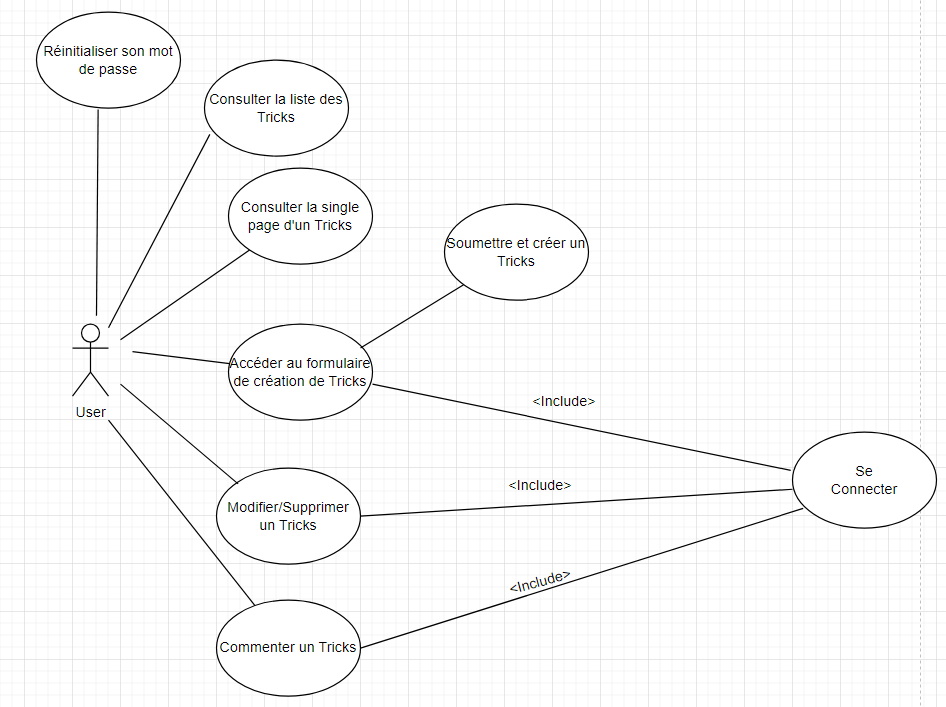 Réinitialiser son mot
de passe
Consulter la liste des
Tricks
Consulter la single
page d'un Tricks
Soumettre et créer un
Tricks
Accéder au formulaire
de création de Tricks
<Include>
User
Se
Connecter
<Include>
Modifier/Supprimer
un Tricks
<Include>
Commenter un Tricks